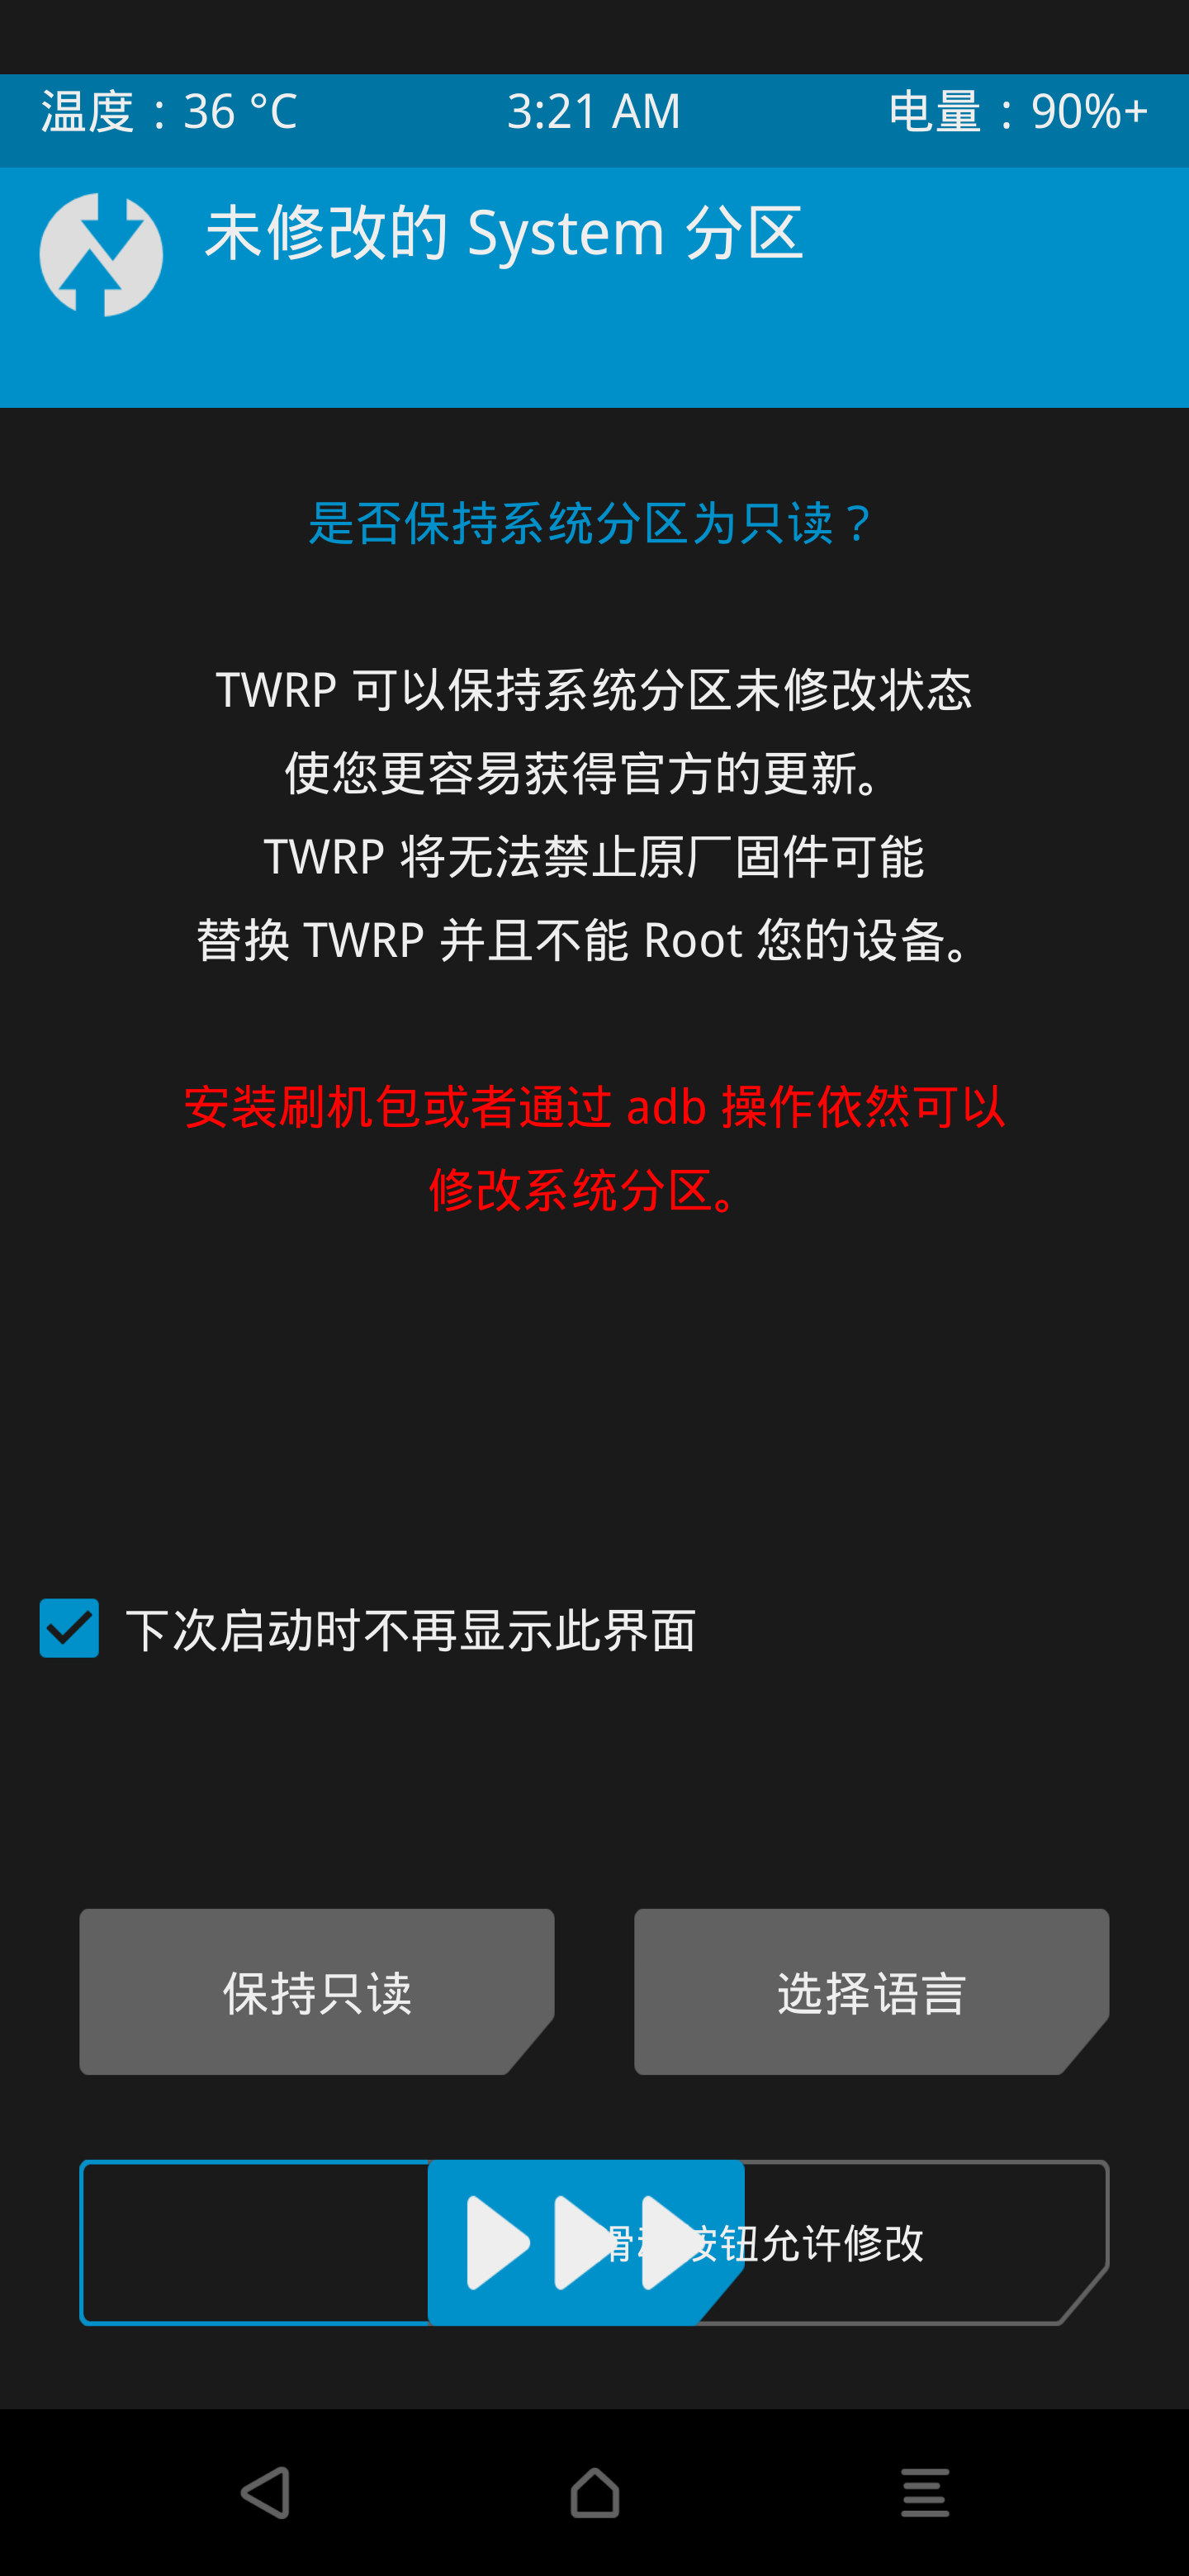 温度：36 °C 3:21 AM 电量：90%+
未修改的 System 分区
是否保持系统分区为只读？
TWRP 可以保持系统分区未修改状态
使您更容易获得官方的更新。
TWRP 将无法禁止原厂固件可能
替换 TWRP 并且不能 Root 您的设备。
安装刷机包或者通过 adb 操作依然可以
修改系统分区。
下次启动时不再显示此界面
保持只读 选择语言
滑动按钮允许修改